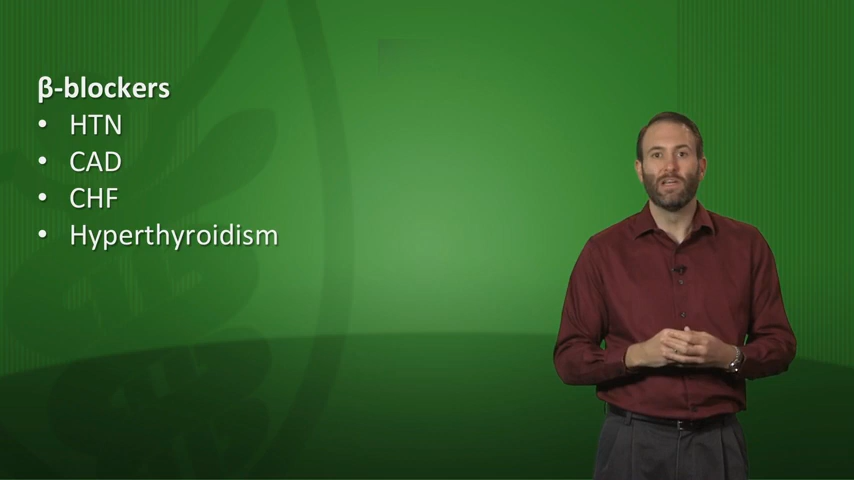 β-blockers
• HTN
• CAD
• CHF
• Hyperthyroidism